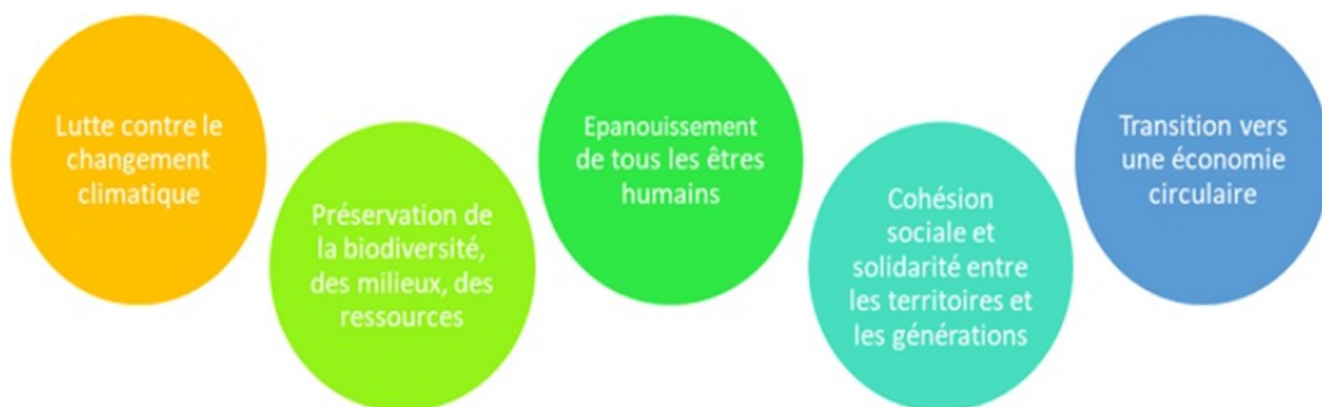 Lutte contre le
changement
climatique
Préservation de
la biodiversité,
des milieux, des
ressources
Epanouissement
de tous les êtres
humains
Cohésion
sociale et
solidarité entre
les territoires et
les générations
Transition vers
une économie
circulaire